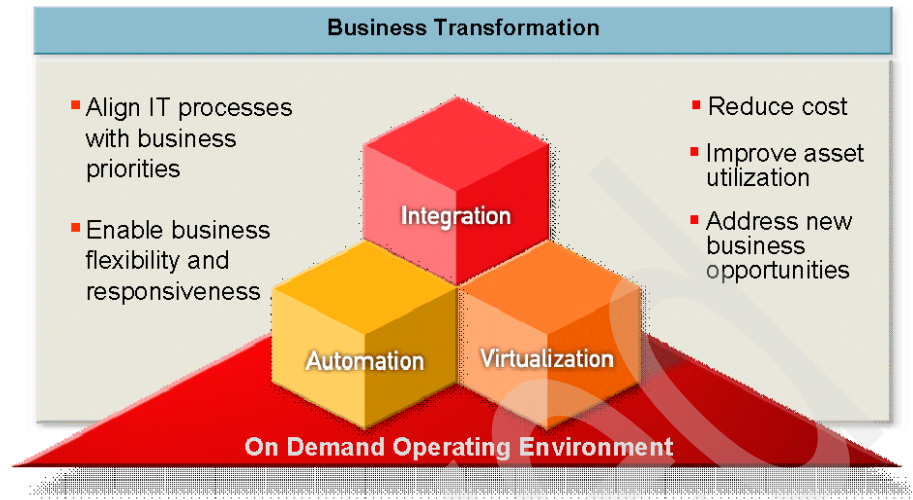 Business Transformation
Align IT processes
with business
priorities
Enable business
flexibility and
responsiveness
Reduce cost
Improve asset
utilization
Address new
business
opportunities
Integration
Automation
Virtualization
On Demand Operating Environment